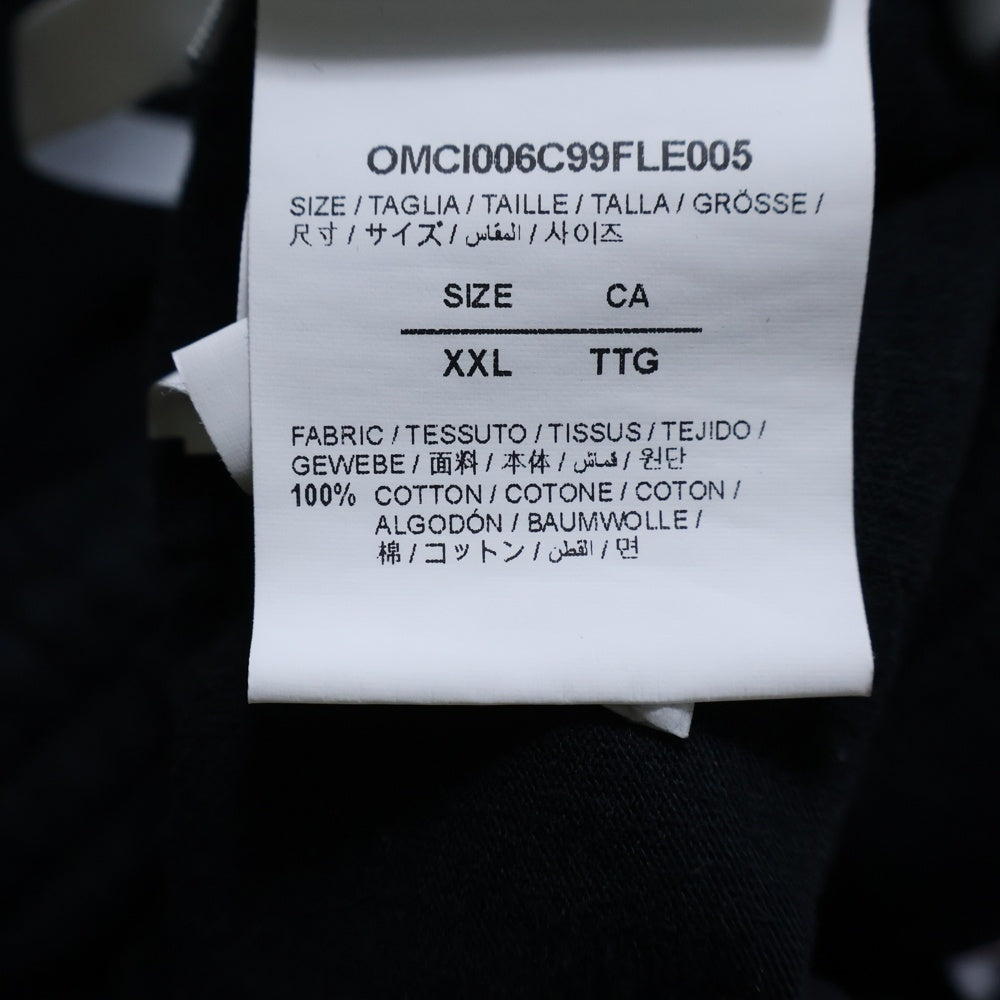 OMCI006C99FLE005
SIZE / TAGLIA / TAILLE / TALLA / GRÖSSE /
尺寸 / サイズ / المقاس / 사이즈
SIZE CA
XXL TTG
FABRIC / TESSUTO / TISSUS / TEJIDO /
GEWEBE / 面料 / 本体 / قماش / 원단
100% COTTON / COTONE / COTON /
ALGODÓN / BAUMWOLLE /
棉 / コットン / القطن / 면